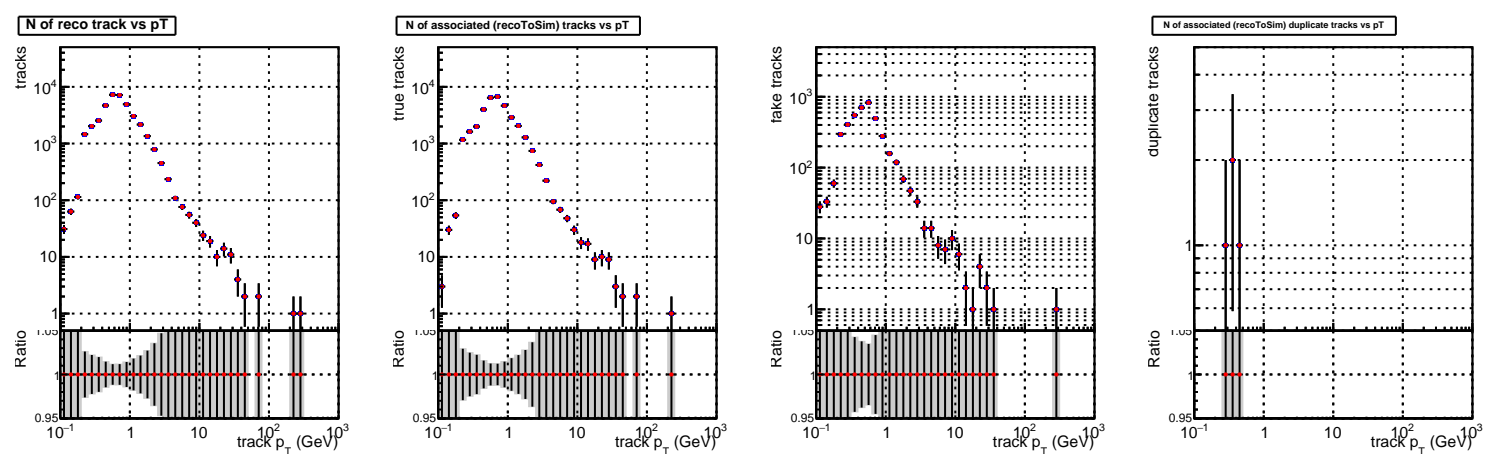 N of reco track vs pT
tracks
10^4
10^3
10^2
10
1
Ratio
1.05
1
0.95
10^-1 1 10 10^2 10^3
track p_T (GeV)
N of associated (recoToSim) tracks vs pT
true tracks
10^4
10^3
10^2
10
1
Ratio
1.05
1
0.95
10^-1 1 10 10^2 10^3
track p_T (GeV)
fake tracks
10^3
10^2
10
1
Ratio
1.05
1
0.95
10^-1 1 10 10^2 10^3
track p_T (GeV)
N of associated (recoToSim) duplicate tracks vs pT
duplicate tracks
1
Ratio
1.05
1
0.95
10^-1 1 10 10^2 10^3
track p_T (GeV)